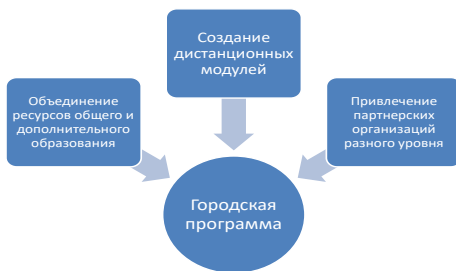 Создание
дистанционных
модулей
Объединение
ресурсов общего и
дополнительного
образования
Привлечение
партнерских
организаций
разного уровня
Городская
программа